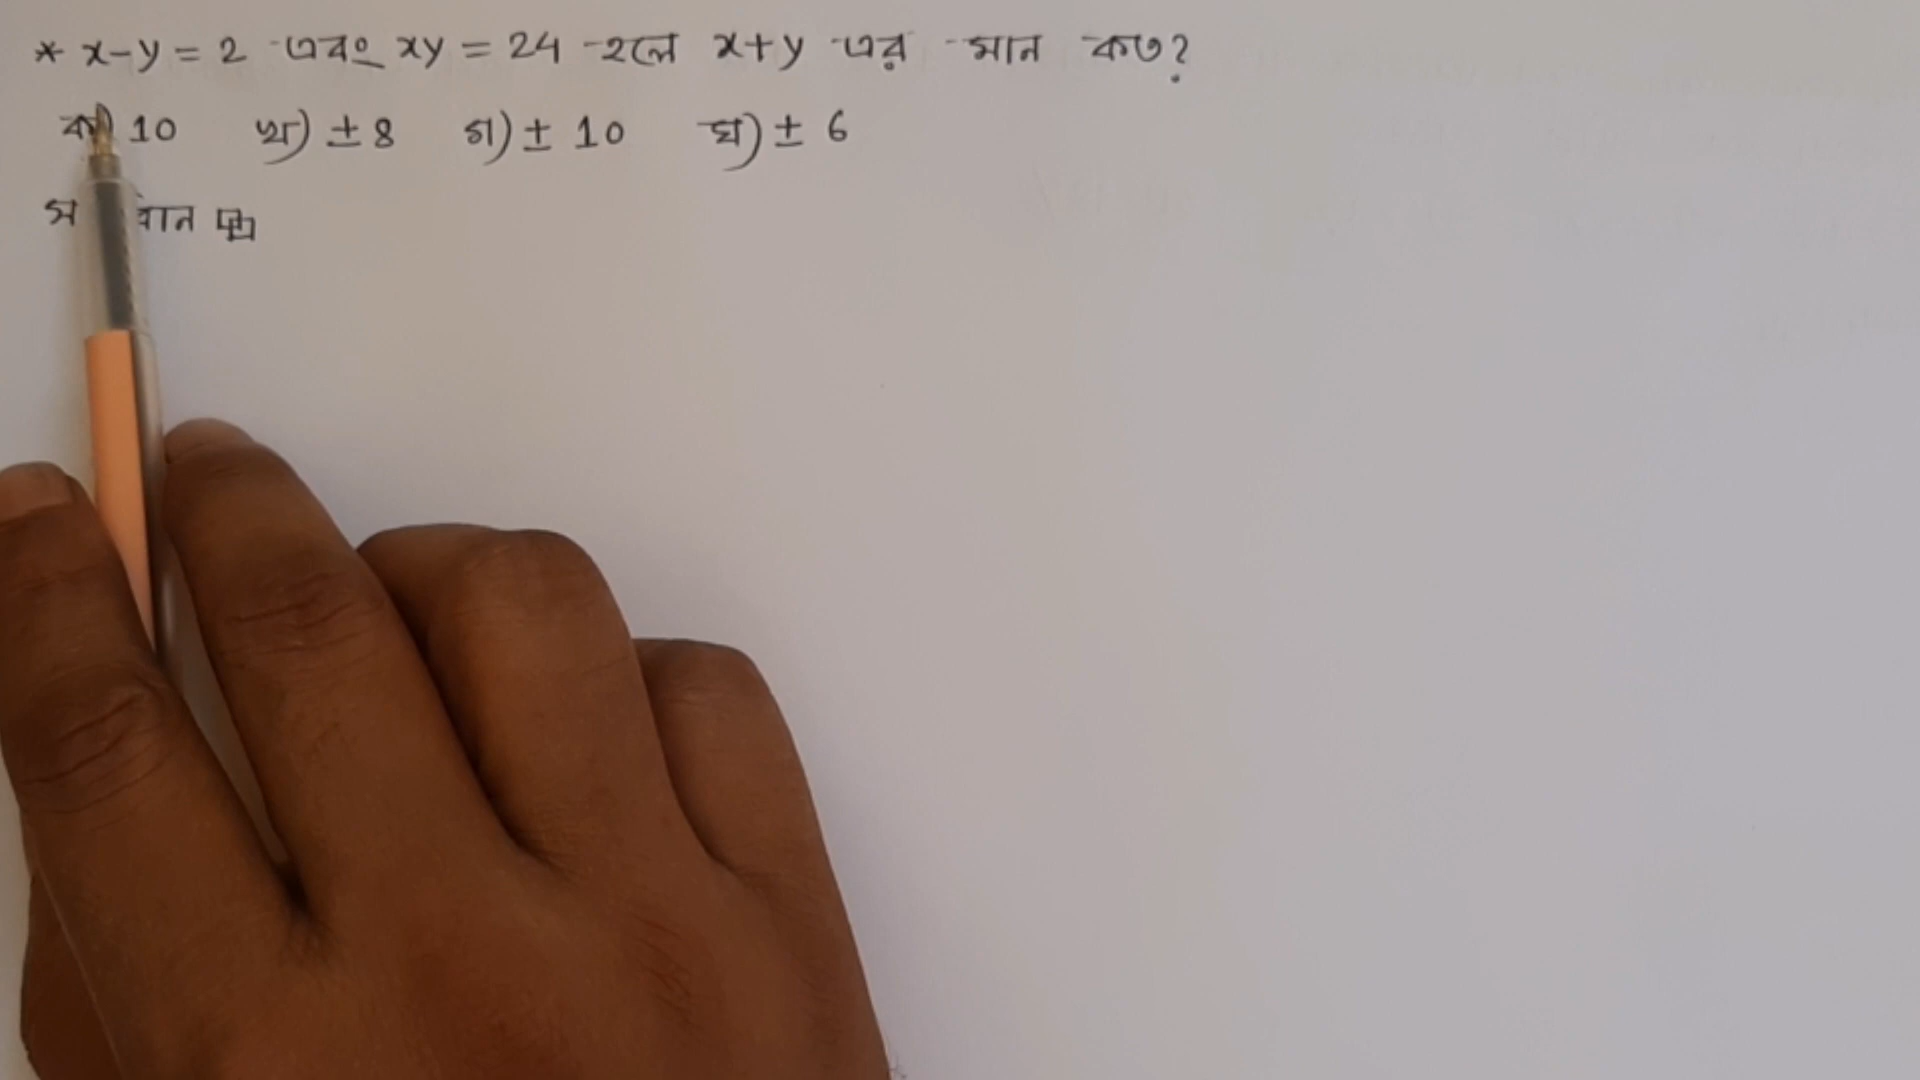 * x-y = 2 এবং xy = 24 হলে x+y এর মান কত?
ক) 10 খ) ± 8 গ) ± 10 ঘ) ± 6